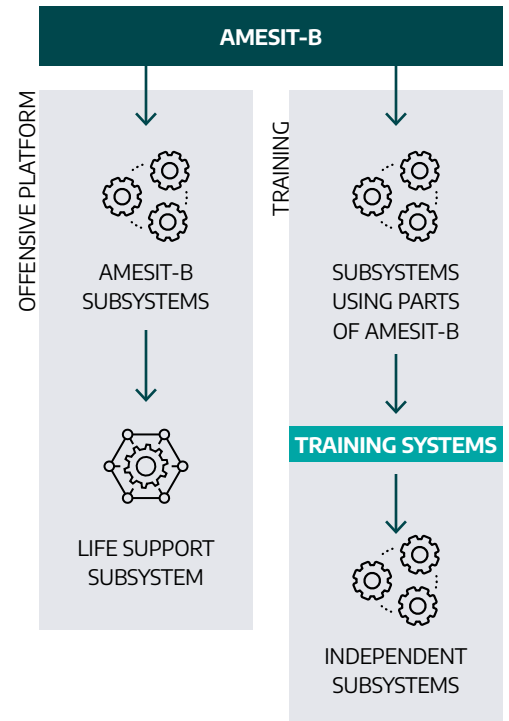 AMESIT-B
OFFENSIVE PLATFORM
AMESIT-B
SUBSYSTEMS
LIFE SUPPORT
SUBSYSTEM
TRAINING
SUBSYSTEMS
USING PARTS
OF AMESIT-B
TRAINING SYSTEMS
INDEPENDENT
SUBSYSTEMS